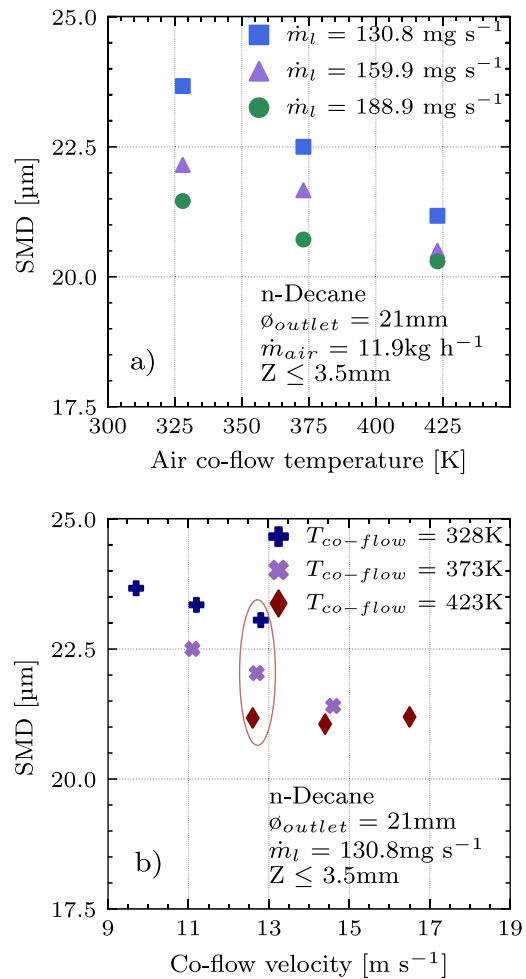 25.0
22.5
20.0
17.5
SMD [µm]
ṁ_l = 130.8 mg s⁻¹
ṁ_l = 159.9 mg s⁻¹
ṁ_l = 188.9 mg s⁻¹
n-Decane
ø_outlet = 21mm
ṁ_air = 11.9kg h⁻¹
Z ≤ 3.5mm
a)
300 325 350 375 400 425
Air co-flow temperature [K]
25.0
22.5
20.0
17.5
SMD [µm]
T_co−flow = 328K
T_co−flow = 373K
T_co−flow = 423K
n-Decane
ø_outlet = 21mm
ṁ_l = 130.8mg s⁻¹
Z ≤ 3.5mm
b)
9 11 13 15 17 19
Co-flow velocity [m s⁻¹]